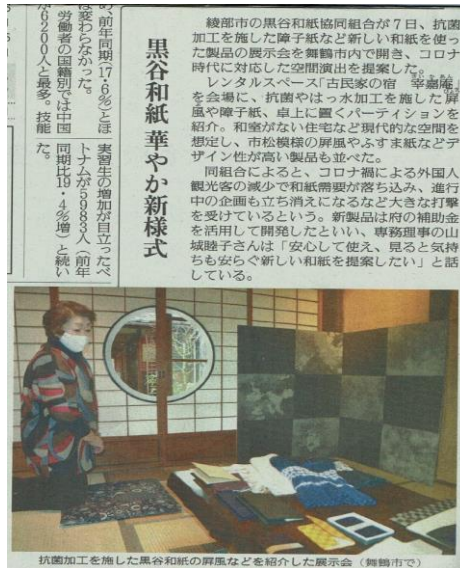 黒谷和紙 華やか新様式
綾部市の黒谷和紙協同組合が7日、抗菌
加工を施した障子紙など新しい和紙を使っ
た製品の展示会を舞鶴市内で開き、コロナ
時代に対応した空間演出を提案した。
レンタルスペース「古民家の宿 幸嘉庵」
を会場に、抗菌やはっ水加工を施した屏
風や障子紙、卓上に置くパーティションを
紹介。和室がない住宅など現代的な空間を
想定し、市松模様の屏風やふすま紙などデ
ザイン性が高い製品も並べた。
同組合によると、コロナ禍による外国人
観光客の減少で和紙需要が落ち込み、進行
中の企画も立ち消えになるなど大きな打撃
を受けているという。新製品は府の補助金
を活用して開発したといい、専務理事の山
城睦子さんは「安心して使え、見ると気持
ちも安らぐ新しい和紙を提案したい」と話
している。
前年同期(17・6%)とほ
ぼ変わらなかった。
労働者の国籍別では中国
が6200人と最多。技能
実習生の増加が目立ったベ
トナムが5983人(前年
同期比19・4%増)と続い
た。
抗菌加工を施した黒谷和紙の屏風などを紹介した展示会(舞鶴市で)